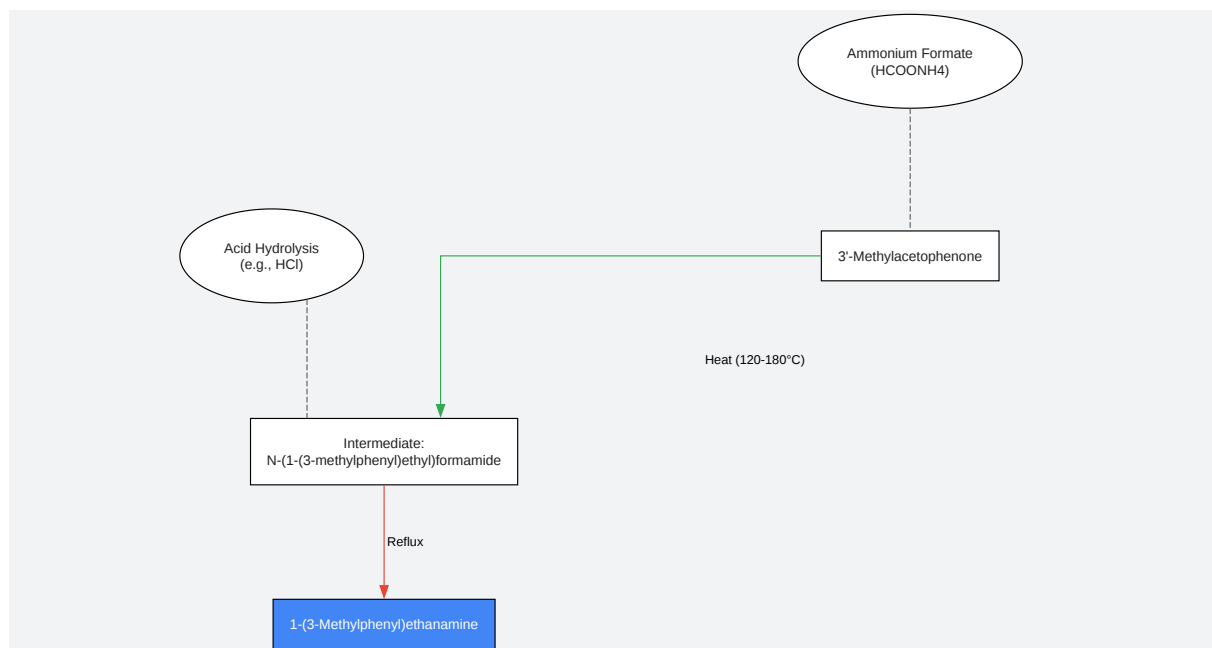 Ammonium Formate
(HCOONH4)
Acid Hydrolysis
(e.g., HCl)
3'-Methylacetophenone
Heat (120-180°C)
Intermediate:
N-(1-(3-methylphenyl)ethyl)formamide
Reflux
1-(3-Methylphenyl)ethanamine